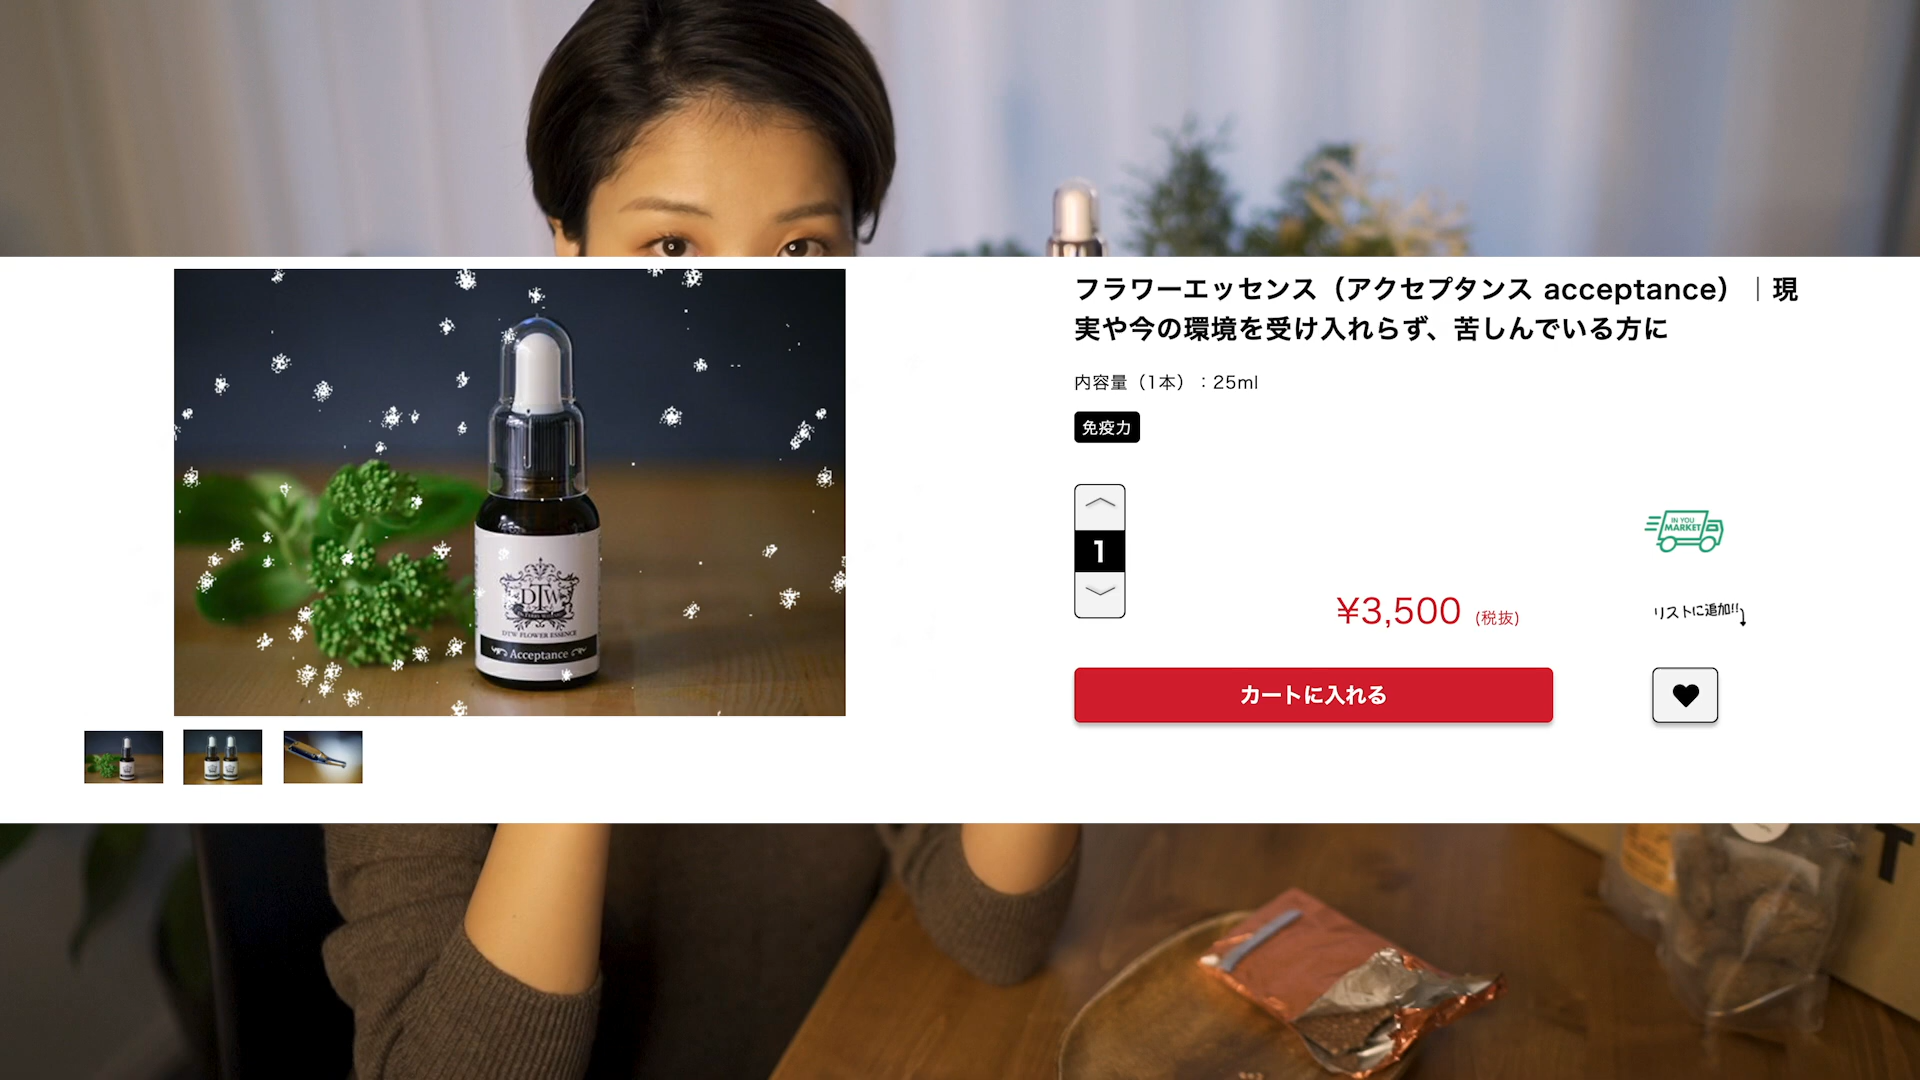 フラワーエッセンス（アクセプタンス acceptance）｜現
実や今の環境を受け入れらず、苦しんでいる方に
内容量（1本）：25ml
免疫力
1
IN YOU
MARKET
¥3,500 (税抜)
リストに追加!!
カートに入れる
DTW
DTW FLOWER ESSENCE
Acceptance
T